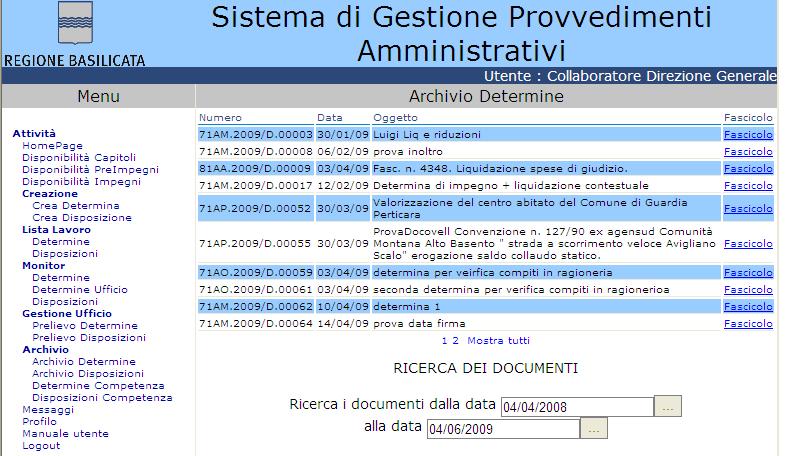 Sistema di Gestione Provvedimenti
Amministrativi
REGIONE BASILICATA
Utente : Collaboratore Direzione Generale
Menu
Attività
HomePage
Disponibilità Capitoli
Disponibilità PreImpegni
Disponibilità Impegni
Creazione
Crea Determina
Crea Disposizione
Lista Lavoro
Determine
Disposizioni
Monitor
Determine
Determine Ufficio
Disposizioni
Gestione Ufficio
Prelievo Determine
Prelievo Disposizioni
Archivio
Archivio Determine
Archivio Disposizioni
Determine Competenza
Disposizioni Competenza
Messaggi
Profilo
Manuale utente
Logout
Archivio Determine
Numero Data Oggetto Fascicolo
71AM.2009/D.00003 30/01/09 Luigi Liq e riduzioni Fascicolo
71AM.2009/D.00008 06/02/09 prova inoltro Fascicolo
81AA.2009/D.00009 03/04/09 Fasc. n. 4348. Liquidazione spese di giudizio. Fascicolo
71AM.2009/D.00017 12/02/09 Determina di impegno + liquidazione contestuale Fascicolo
71AP.2009/D.00052 30/03/09 Valorizzazione del centro abitato del Comune di Guardia
Perticara Fascicolo
71AP.2009/D.00055 30/03/09 ProvaDocovell Convenzione n. 127/90 ex agensud Comunità
Montana Alto Basento " strada a scorrimento veloce Avigliano
Scalo" erogazione saldo collaudo statico. Fascicolo
71AO.2009/D.00059 03/04/09 determina per veirifca compiti in ragioneria Fascicolo
71AO.2009/D.00061 03/04/09 seconda determina per verifica compiti in ragionerioa Fascicolo
71AM.2009/D.00062 10/04/09 determina 1 Fascicolo
71AM.2009/D.00064 14/04/09 prova data firma Fascicolo
1 2 Mostra tutti
RICERCA DEI DOCUMENTI
Ricerca i documenti dalla data 04/04/2008 ...
alla data 04/06/2009 ...